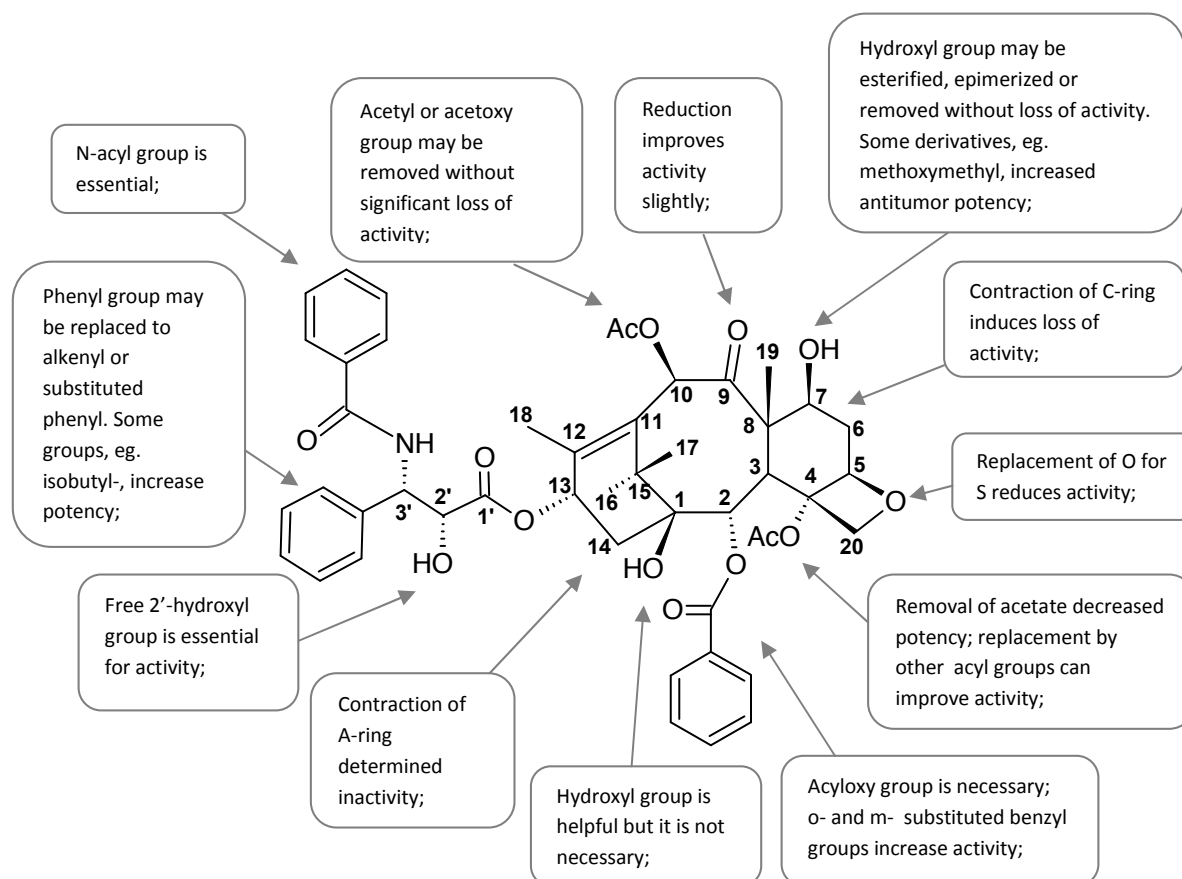 Hydroxyl group may be
esterified, epimerized or
removed without loss of activity.
Some derivatives, eg.
methoxymethyl, increased
antitumor potency;
Acetyl or acetoxy
group may be
removed without
significant loss of
activity;
Reduction
improves
activity
slightly;
N-acyl group is
essential;
Phenyl group may
be replaced to
alkenyl or
substituted
phenyl. Some
groups, eg.
isobutyl-, increase
potency;
Contraction of C-ring
induces loss of
activity;
AcO
O
19
OH
10
9
7
18
12
11
8
6
O
NH
17
3
5
O
13
16
15
1
2
4
O
3'
2'
1'
O
14
20
HO
HO
AcO
O
O
Replacement of O for
S reduces activity;
Free 2’-hydroxyl
group is essential
for activity;
Contraction of
A-ring
determined
inactivity;
Hydroxyl group is
helpful but it is not
necessary;
Removal of acetate decreased
potency; replacement by
other acyl groups can
improve activity;
Acyloxy group is necessary;
o- and m- substituted benzyl
groups increase activity;